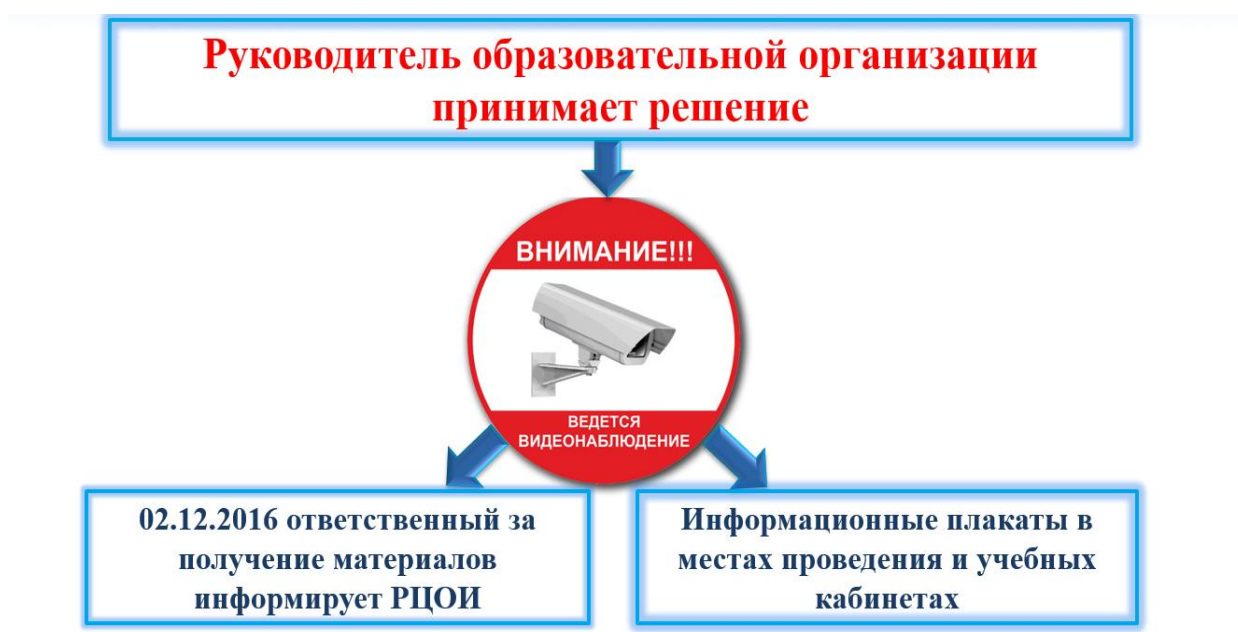 Руководитель образовательной организации
принимает решение
ВНИМАНИЕ!!!
ВЕДЕТСЯ
ВИДЕОНАБЛЮДЕНИЕ
02.12.2016 ответственный за
получение материалов
информирует РЦОИ
Информационные плакаты в
местах проведения и учебных
кабинетах